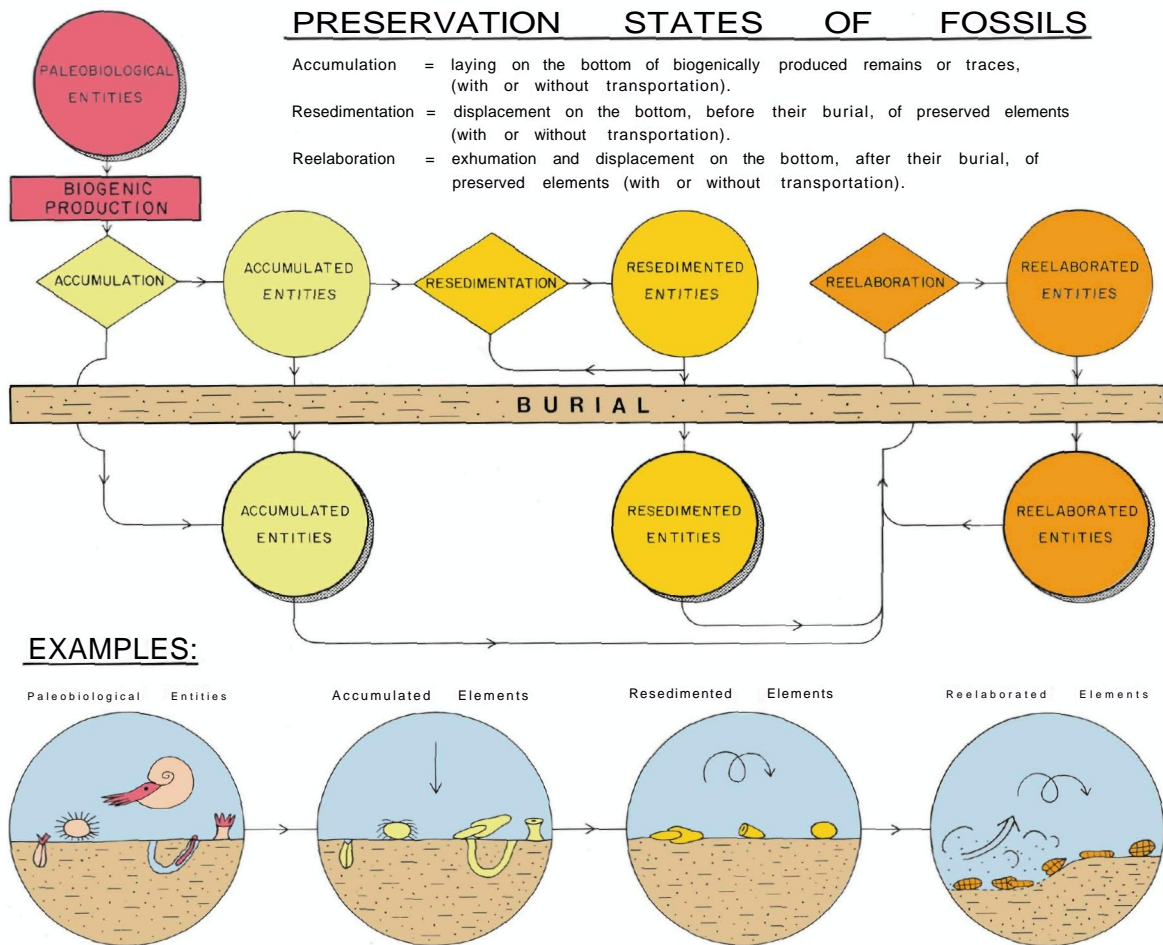 PRESERVATION STATES OF FOSSILS
Accumulation = laying on the bottom of biogenically produced remains or traces,
(with or without transportation).
Resedimentation = displacement on the bottom, before their burial, of preserved elements
(with or without transportation).
Reelaboration = exhumation and displacement on the bottom, after their burial, of
preserved elements (with or without transportation).
PALEOBIOLOGICAL
ENTITIES
BIOGENIC
PRODUCTION
ACCUMULATION
ACCUMULATED
ENTITIES
RESEDIMENTATION
RESEDIMENTED
ENTITIES
REELABORATION
REELABORATED
ENTITIES
BURIAL
ACCUMULATED
ENTITIES
RESEDIMENTED
ENTITIES
REELABORATED
ENTITIES
EXAMPLES:
Paleobiological Entities
Accumulated Elements
Resedimented Elements
Reelaborated Elements